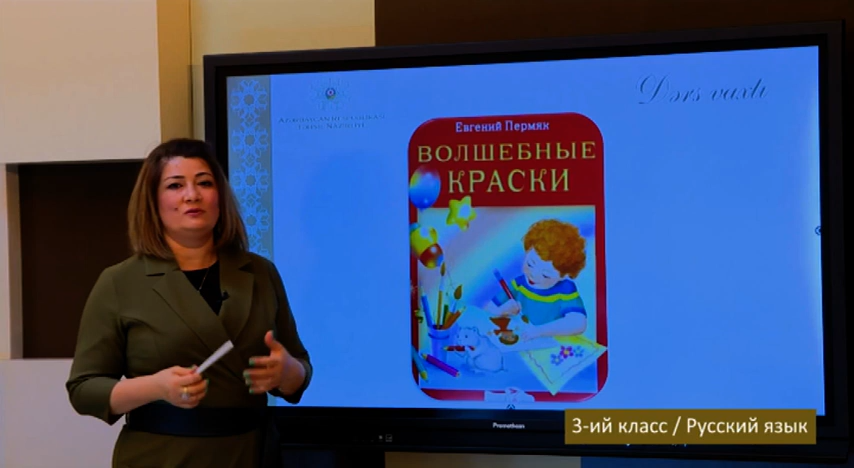 Dərs vaxtı
Евгений Пермяк
ВОЛШЕБНЫЕ
КРАСКИ
Promethean
3-ий класс / Русский язык